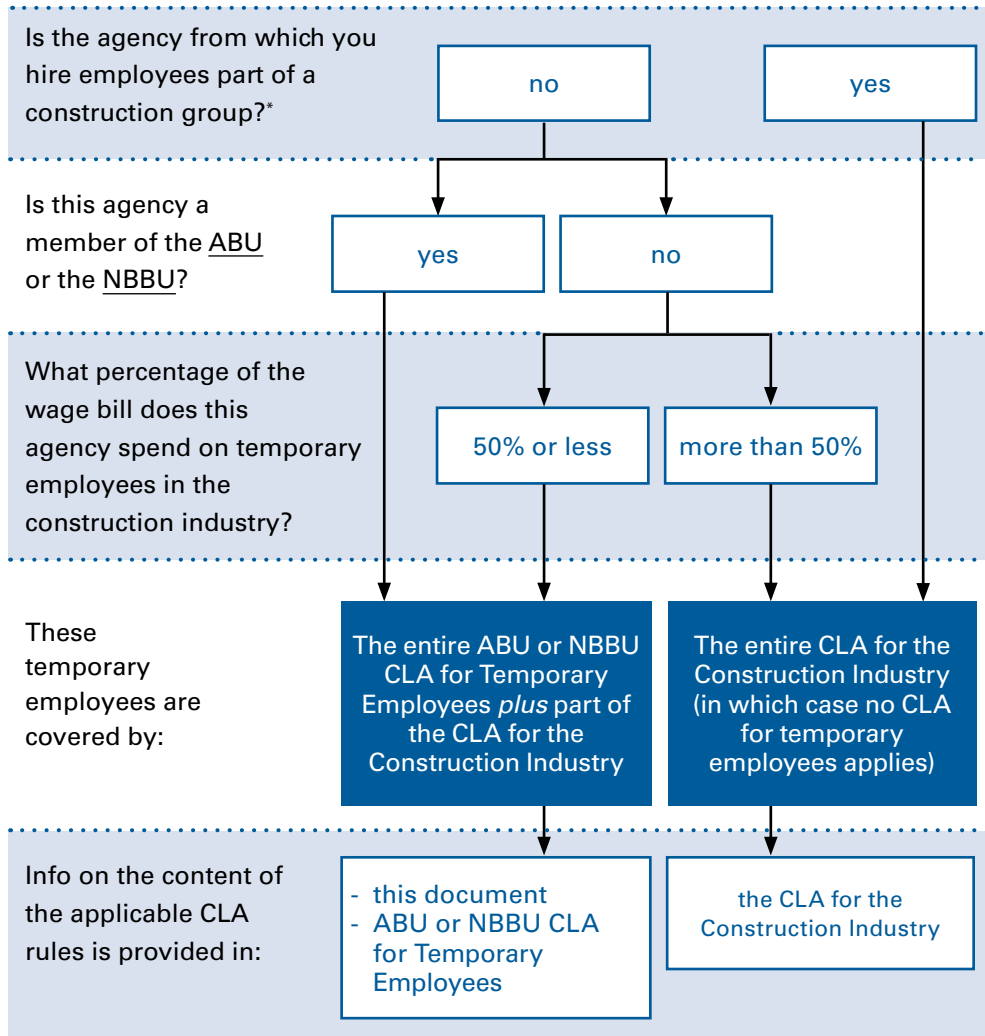 Is the agency from which you
hire employees part of a
construction group?*
no
yes
Is this agency a
member of the ABU
or the NBBU?
yes
no
What percentage of the
wage bill does this
agency spend on temporary
employees in the
construction industry?
50% or less
more than 50%
These
temporary
employees are
covered by:
The entire ABU or NBBU
CLA for Temporary
Employees plus part of
the CLA for the
Construction Industry
The entire CLA for the
Construction Industry
(in which case no CLA
for temporary
employees applies)
Info on the content of
the applicable CLA
rules is provided in:
- this document
- ABU or NBBU CLA
for Temporary
Employees
the CLA for the
Construction Industry